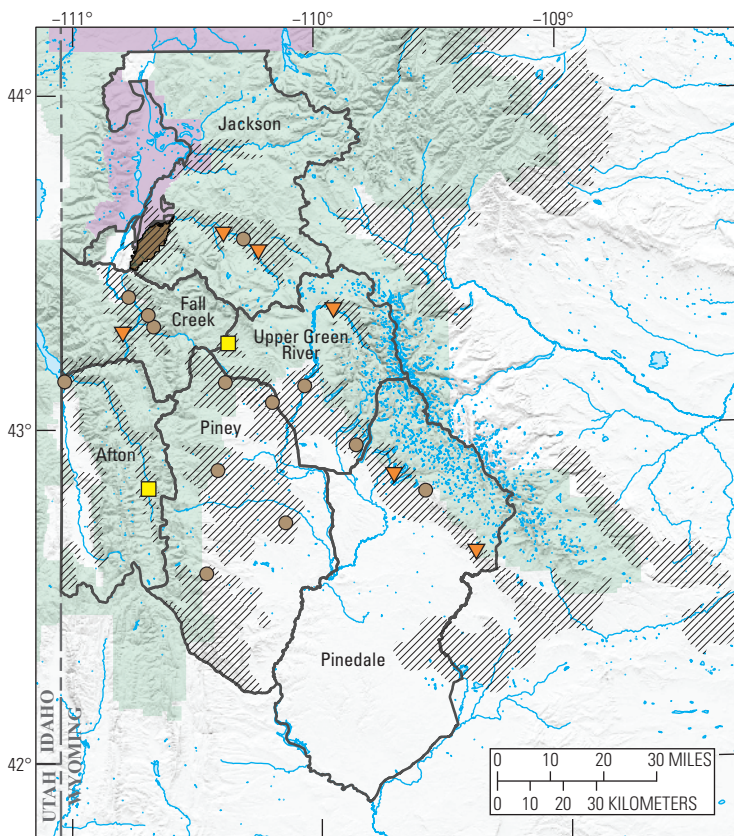 −111° −110° −109°
44°
Jackson
Fall
Creek
Upper Green
River
43°
Piney
Afton
Pinedale
42°
UTAH IDAHO
WYOMING
0 10 20 30 MILES
0 10 20 30 KILOMETERS